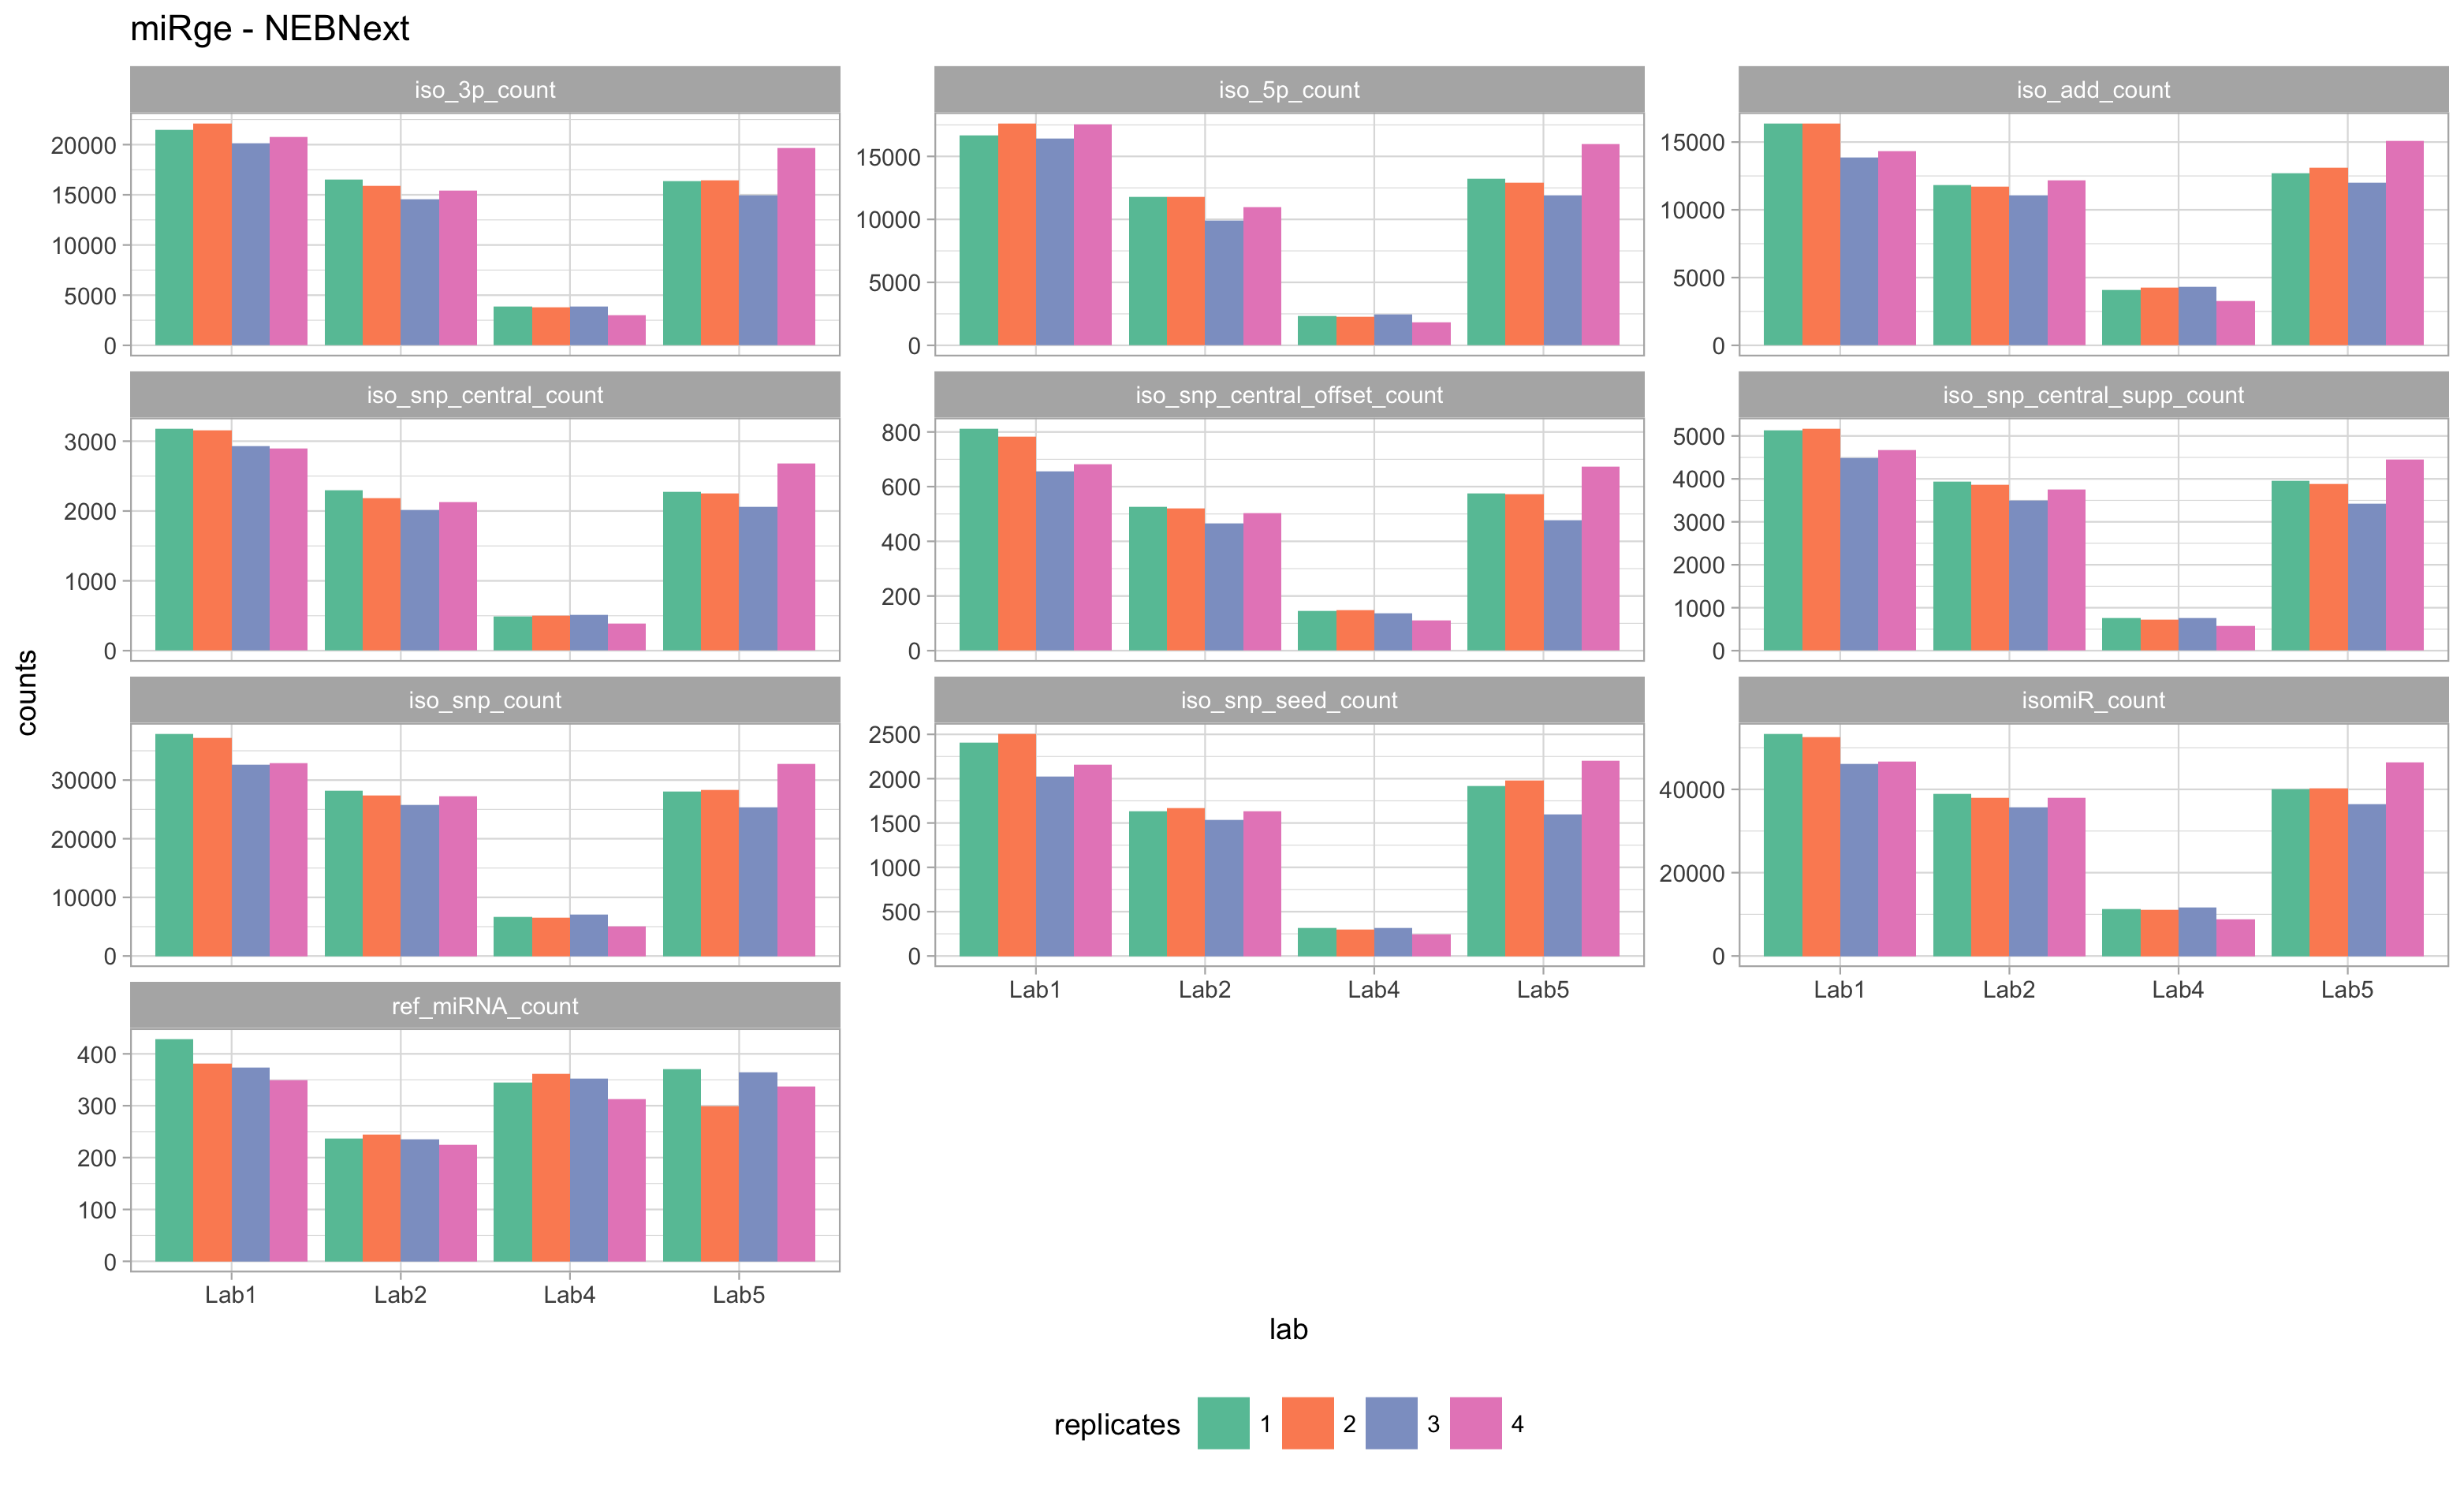 miRge - NEBNext
iso_3p_count
iso_5p_count
iso_add_count
20000
15000
10000
5000
0
15000
10000
5000
0
15000
10000
5000
0
iso_snp_central_count
iso_snp_central_offset_count
iso_snp_central_supp_count
3000
2000
1000
0
800
600
400
200
0
5000
4000
3000
2000
1000
0
counts
iso_snp_count
iso_snp_seed_count
isomiR_count
30000
20000
10000
0
2500
2000
1500
1000
500
0
40000
20000
0
Lab1 Lab2 Lab4 Lab5
Lab1 Lab2 Lab4 Lab5
ref_miRNA_count
400
300
200
100
0
Lab1 Lab2 Lab4 Lab5
lab
replicates 1 2 3 4